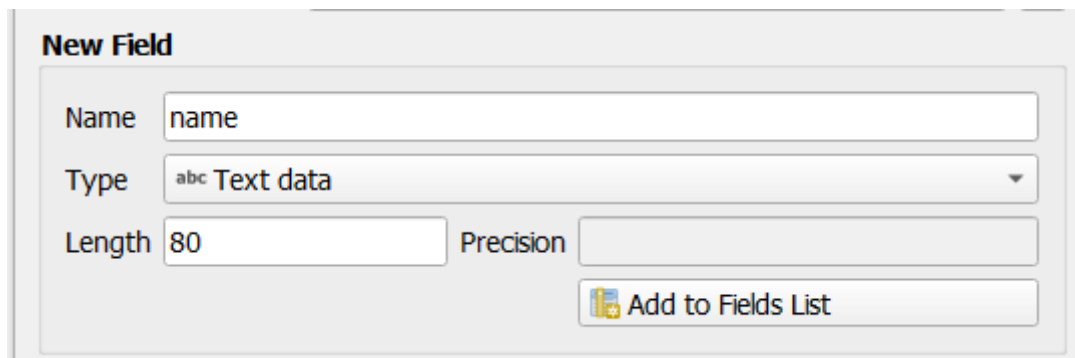 New Field
Name name
Type abc Text data
Length 80 Precision
Add to Fields List